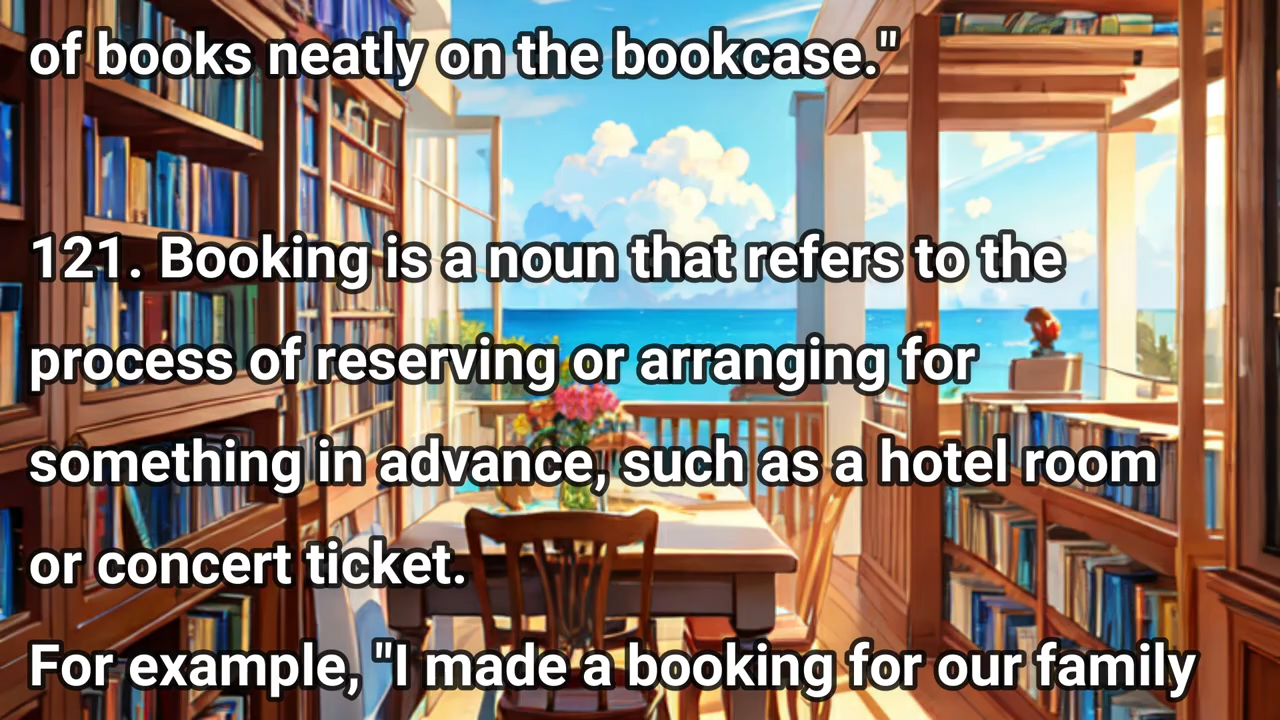 of books neatly on the bookcase."
121. Booking is a noun that refers to the
process of reserving or arranging for
something in advance, such as a hotel room
or concert ticket.
For example, "I made a booking for our family